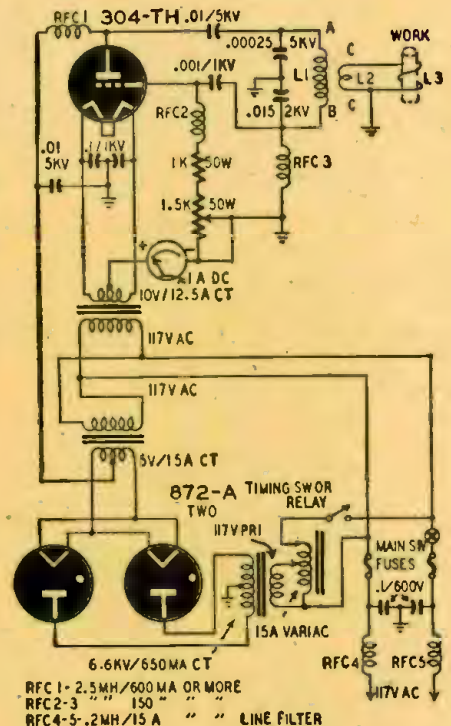 RFC1 304-TH .01/5KV
A
.00025 5KV
C
WORK
L1
L2
L3
.001/1KV
RFC2
.015 2KV
B
C
1K 50W
RFC 3
.01
5KV
.1/1KV
1.5K 50W
+
1A DC
10V/12.5A CT
117V AC
117V AC
5V/15A CT
872-A
TWO
TIMING SW OR
RELAY
117V PRI
MAIN SW
FUSES
.1/600V
15A VARIAC
6.6KV/650MA CT
RFC4
RFC5
117V AC
RFC 1- 2.5MH/600 MA OR MORE
RFC2-3 " " 150 " " "
RFC4-5-.2MH/15 A " " LINE FILTER